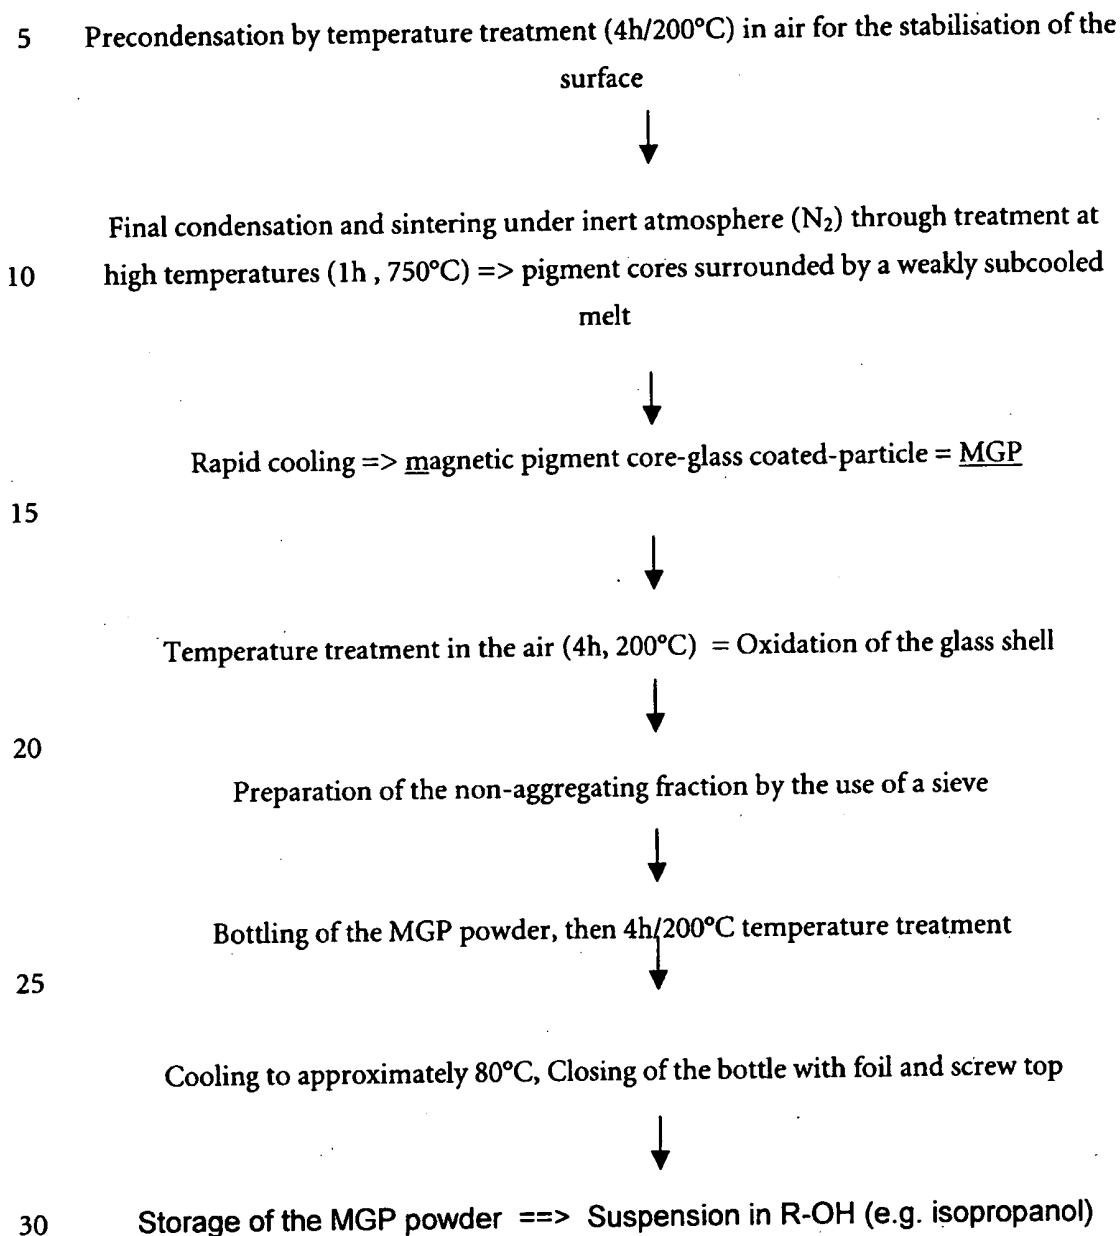 5 Precondensation by temperature treatment (4h/200°C) in air for the stabilisation of the
surface
Final condensation and sintering under inert atmosphere (N₂) through treatment at
10 high temperatures (1h , 750°C) => pigment cores surrounded by a weakly subcooled
melt
Rapid cooling => magnetic pigment core-glass coated-particle = MGP
15
Temperature treatment in the air (4h, 200°C) = Oxidation of the glass shell
20
Preparation of the non-aggregating fraction by the use of a sieve
Bottling of the MGP powder, then 4h/200°C temperature treatment
25
Cooling to approximately 80°C, Closing of the bottle with foil and screw top
30 Storage of the MGP powder ==> Suspension in R-OH (e.g. isopropanol)